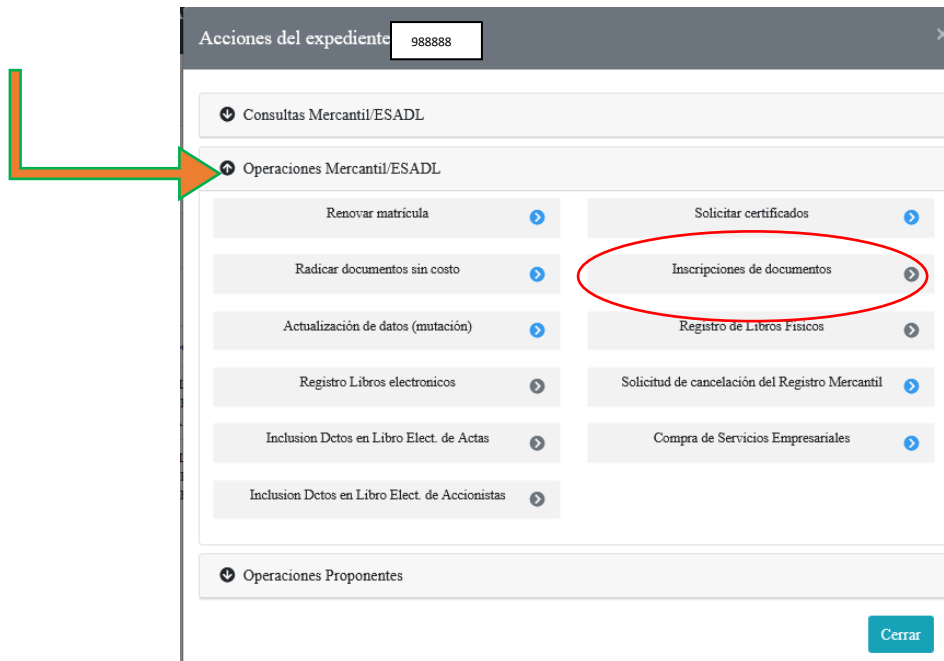 Acciones del expediente 988888
Consultas Mercantil/ESADL
Operaciones Mercantil/ESADL
Renovar matrícula
Solicitar certificados
Radicar documentos sin costo
Inscripciones de documentos
Actualización de datos (mutación)
Registro de Libros Físicos
Registro Libros electronicos
Solicitud de cancelación del Registro Mercantil
Inclusion Dctos en Libro Elect. de Actas
Compra de Servicios Empresariales
Inclusion Dctos en Libro Elect. de Accionistas
Operaciones Proponentes
Cerrar